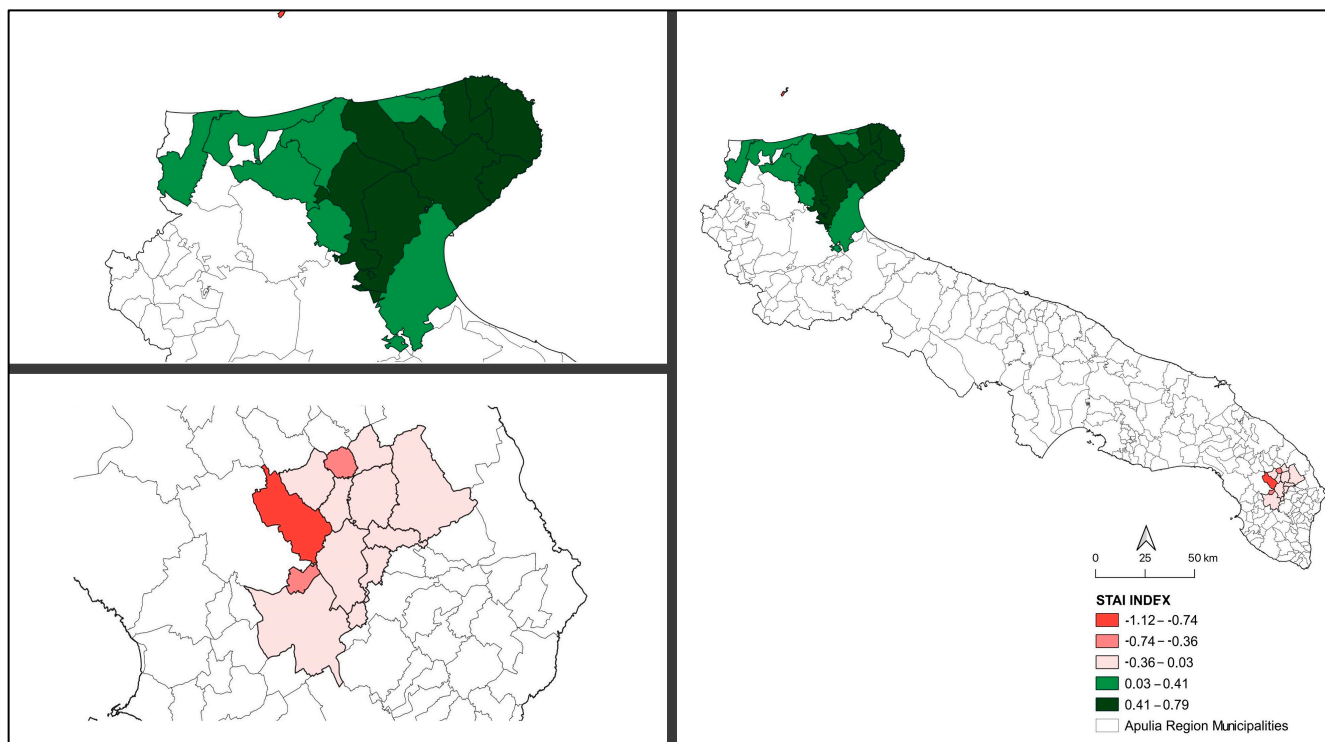 0 25 50 km
STAI INDEX
-1.12 – -0.74
-0.74 – -0.36
-0.36 – 0.03
0.03 – 0.41
0.41 – 0.79
Apulia Region Municipalities